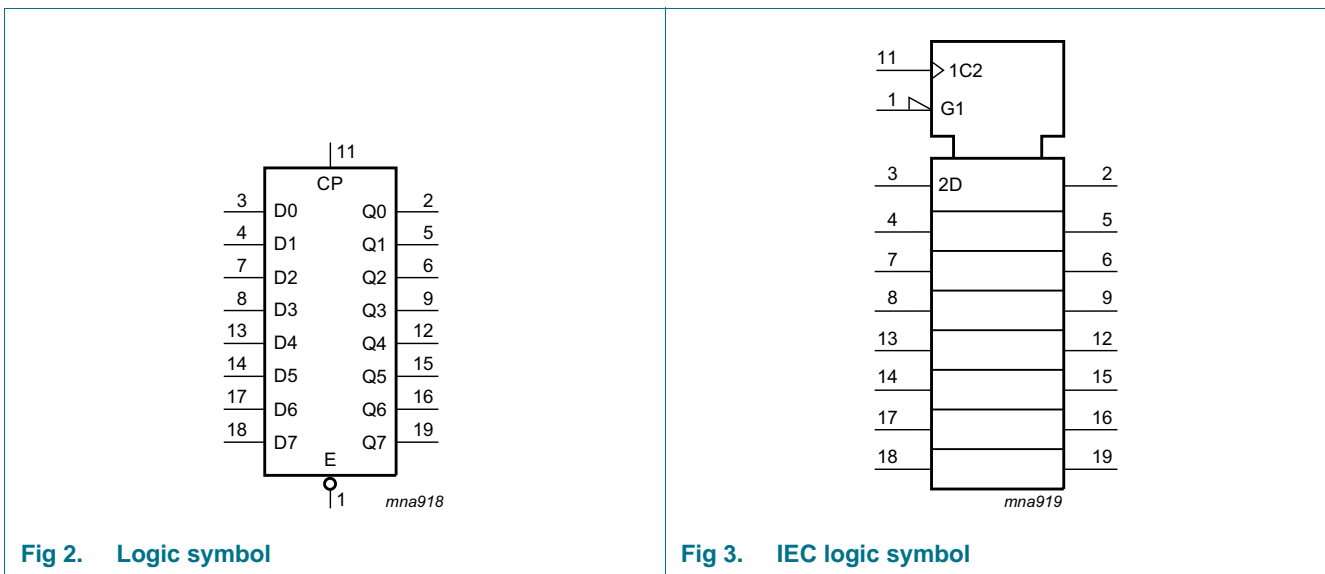 11
CP
3 D0 Q0 2
4 D1 Q1 5
7 D2 Q2 6
8 D3 Q3 9
13 D4 Q4 12
14 D5 Q5 15
17 D6 Q6 16
18 D7 Q7 19
E
1
mna918
Fig 2. Logic symbol
11 1C2
1 G1
3 2D 2
4 5
7 6
8 9
13 12
14 15
17 16
18 19
mna919
Fig 3. IEC logic symbol